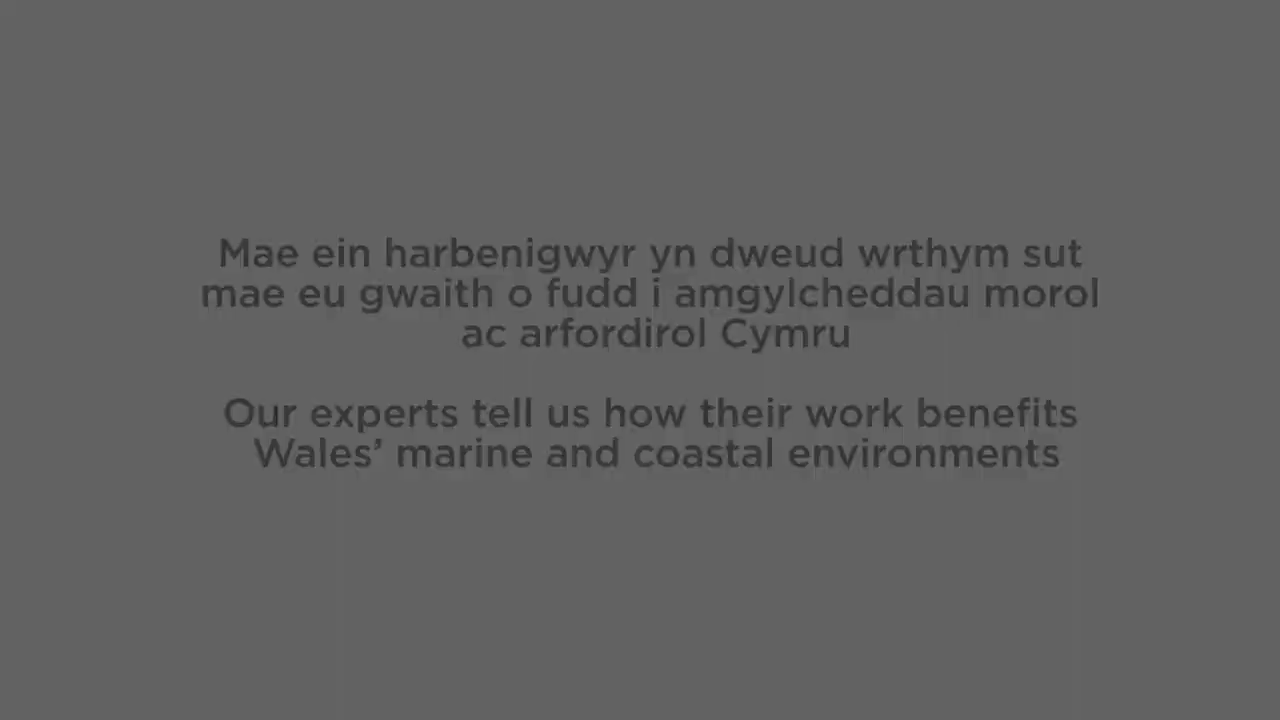 Mae ein harbenigwyr yn dweud wrthym sut
mae eu gwaith o fudd i amgylcheddau morol
ac arfordirol Cymru
Our experts tell us how their work benefits
Wales’ marine and coastal environments